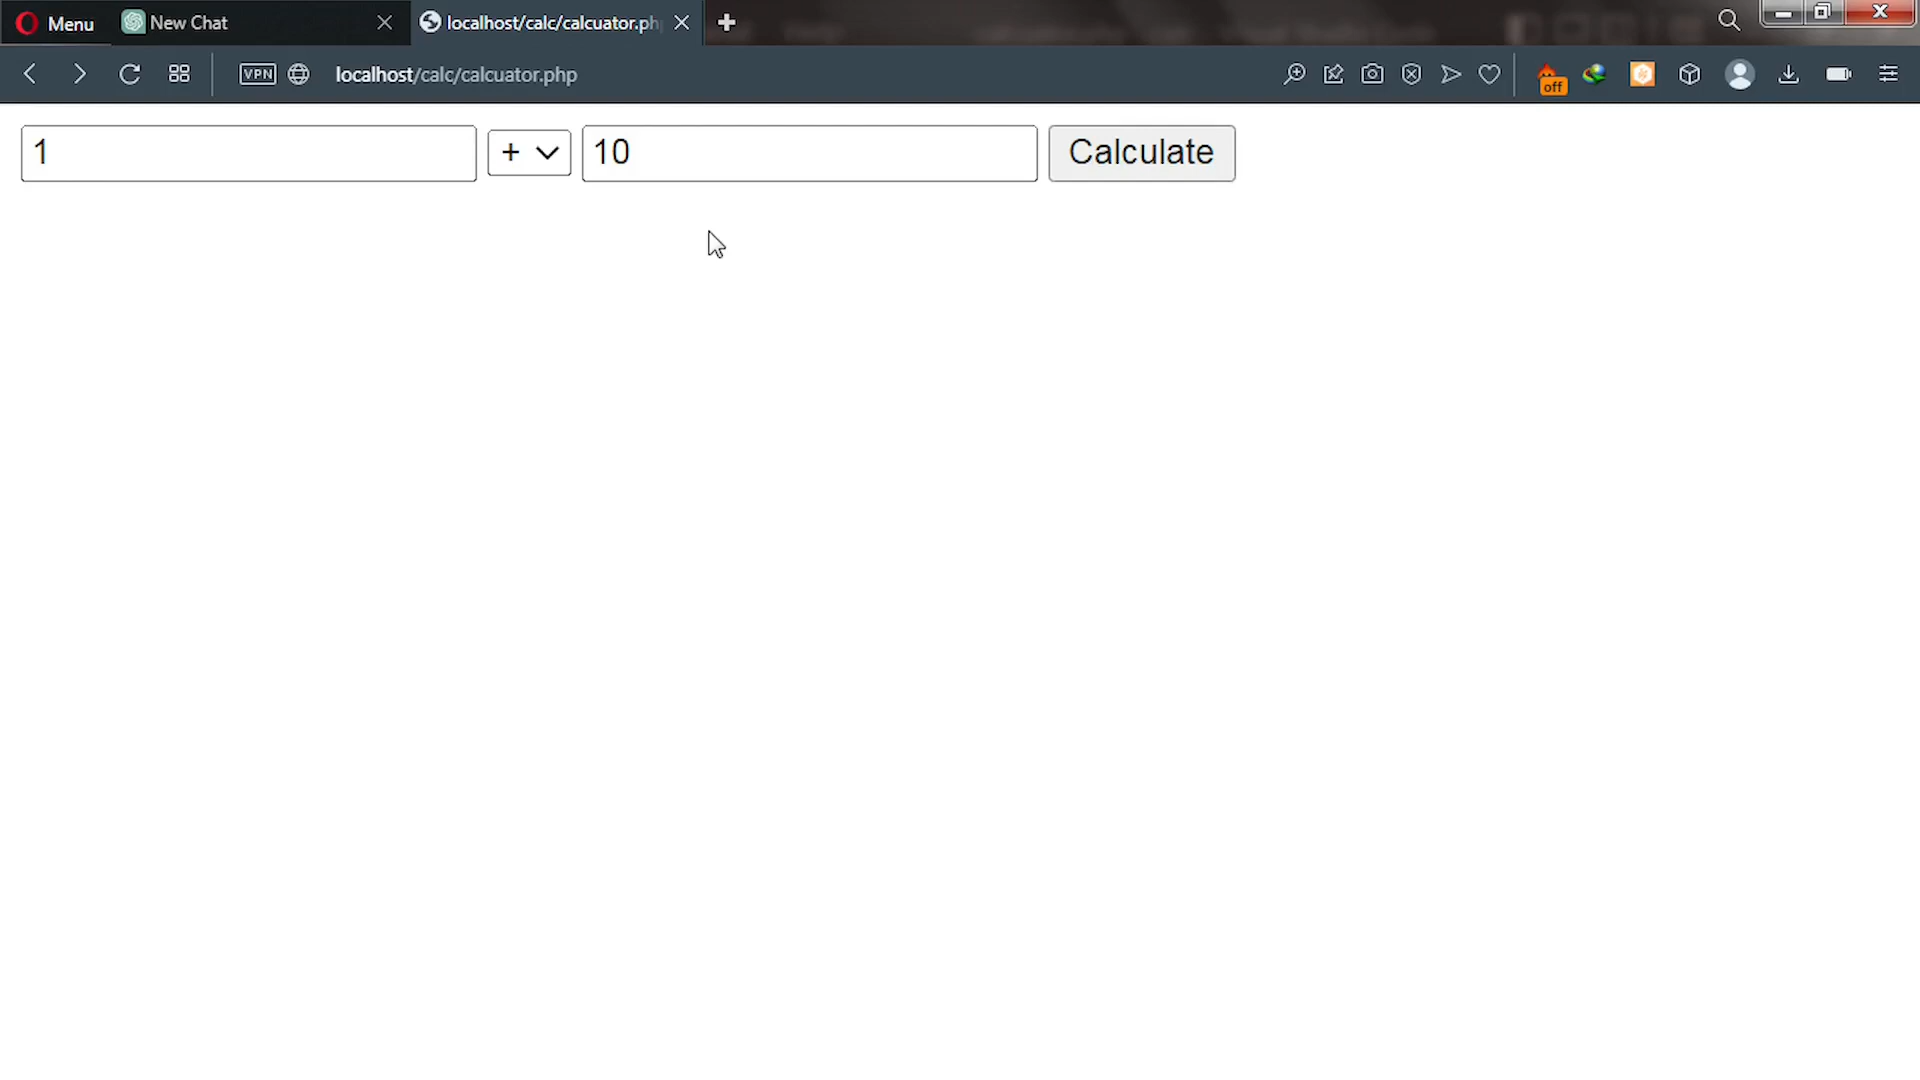 Menu
New Chat
localhost/calc/calcuator.ph
VPN
localhost/calc/calcuator.php
off
1
+
10
Calculate